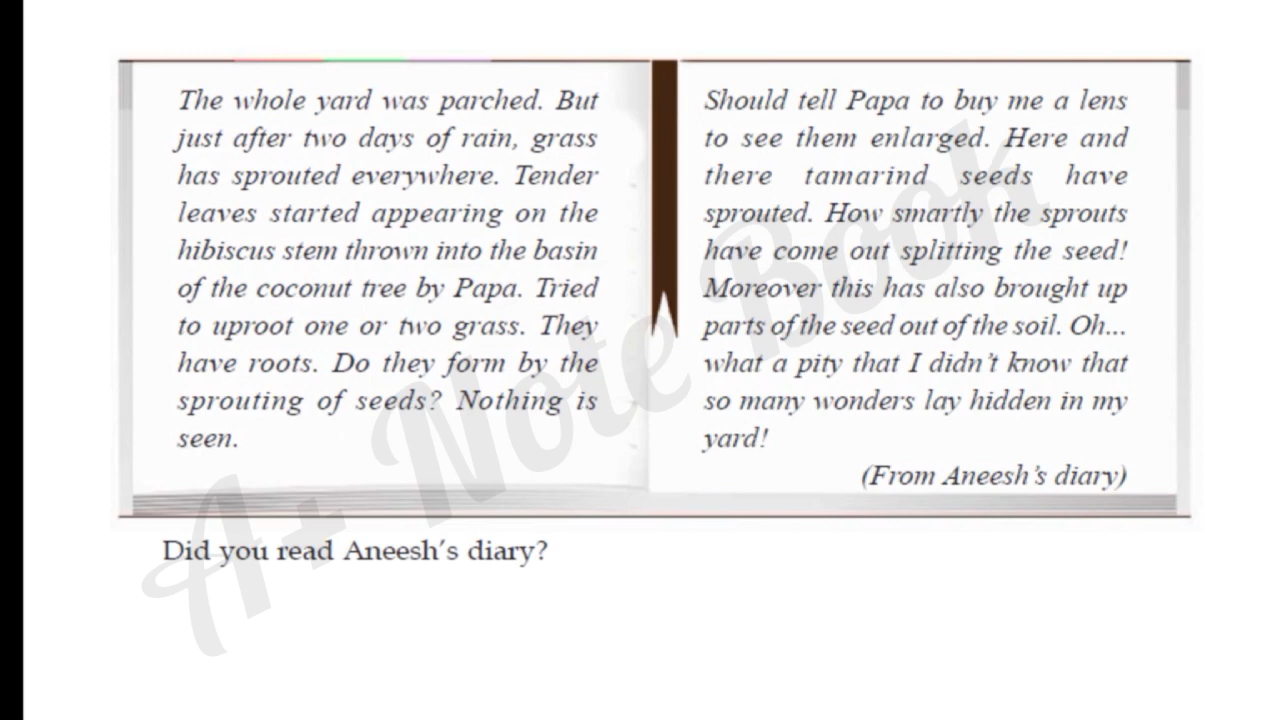 The whole yard was parched. But
just after two days of rain, grass
has sprouted everywhere. Tender
leaves started appearing on the
hibiscus stem thrown into the basin
of the coconut tree by Papa. Tried
to uproot one or two grass. They
have roots. Do they form by the
sprouting of seeds? Nothing is
seen.
Should tell Papa to buy me a lens
to see them enlarged. Here and
there tamarind seeds have
sprouted. How smartly the sprouts
have come out splitting the seed!
Moreover this has also brought up
parts of the seed out of the soil. Oh...
what a pity that I didn't know that
so many wonders lay hidden in my
yard!
(From Aneesh's diary)
Did you read Aneesh's diary?
A+ Note Book